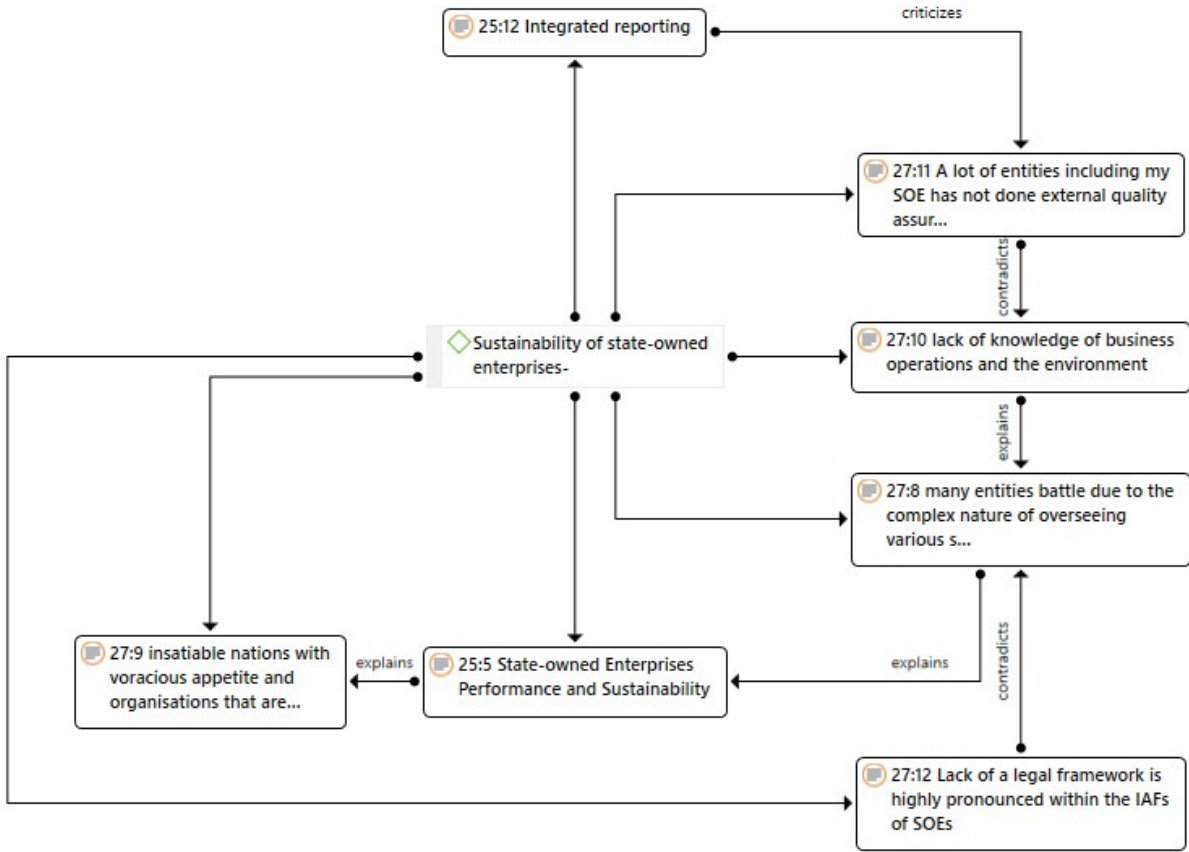 criticizes
25:12 Integrated reporting
27:11 A lot of entities including my
SOE has not done external quality
assur...
contradicts
Sustainability of state-owned
enterprises-
27:10 lack of knowledge of business
operations and the environment
explains
27:8 many entities battle due to the
complex nature of overseeing
various s...
27:9 insatiable nations with
voracious appetite and
organisations that are...
explains
25:5 State-owned Enterprises
Performance and Sustainability
explains
contradicts
27:12 Lack of a legal framework is
highly pronounced within the IAFs
of SOEs